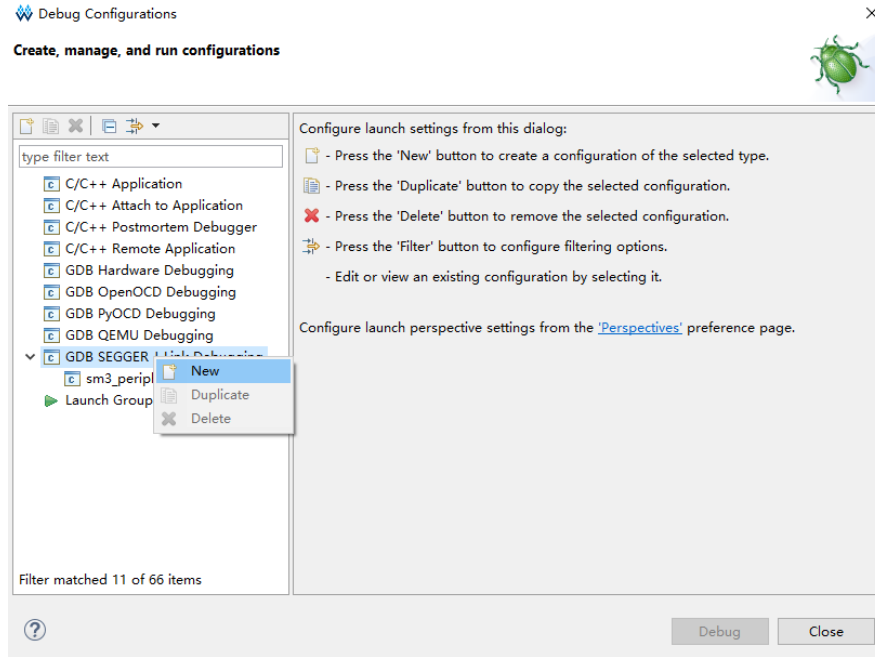 Debug Configurations
Create, manage, and run configurations
type filter text
C/C++ Application
C/C++ Attach to Application
C/C++ Postmortem Debugger
C/C++ Remote Application
GDB Hardware Debugging
GDB OpenOCD Debugging
GDB PyOCD Debugging
GDB QEMU Debugging
GDB SEGGER J-Link Debugging
sm3_peripl
Launch Group
New
Duplicate
Delete
Filter matched 11 of 66 items
Configure launch settings from this dialog:
- Press the 'New' button to create a configuration of the selected type.
- Press the 'Duplicate' button to copy the selected configuration.
- Press the 'Delete' button to remove the selected configuration.
- Press the 'Filter' button to configure filtering options.
- Edit or view an existing configuration by selecting it.
Configure launch perspective settings from the 'Perspectives' preference page.
Debug
Close